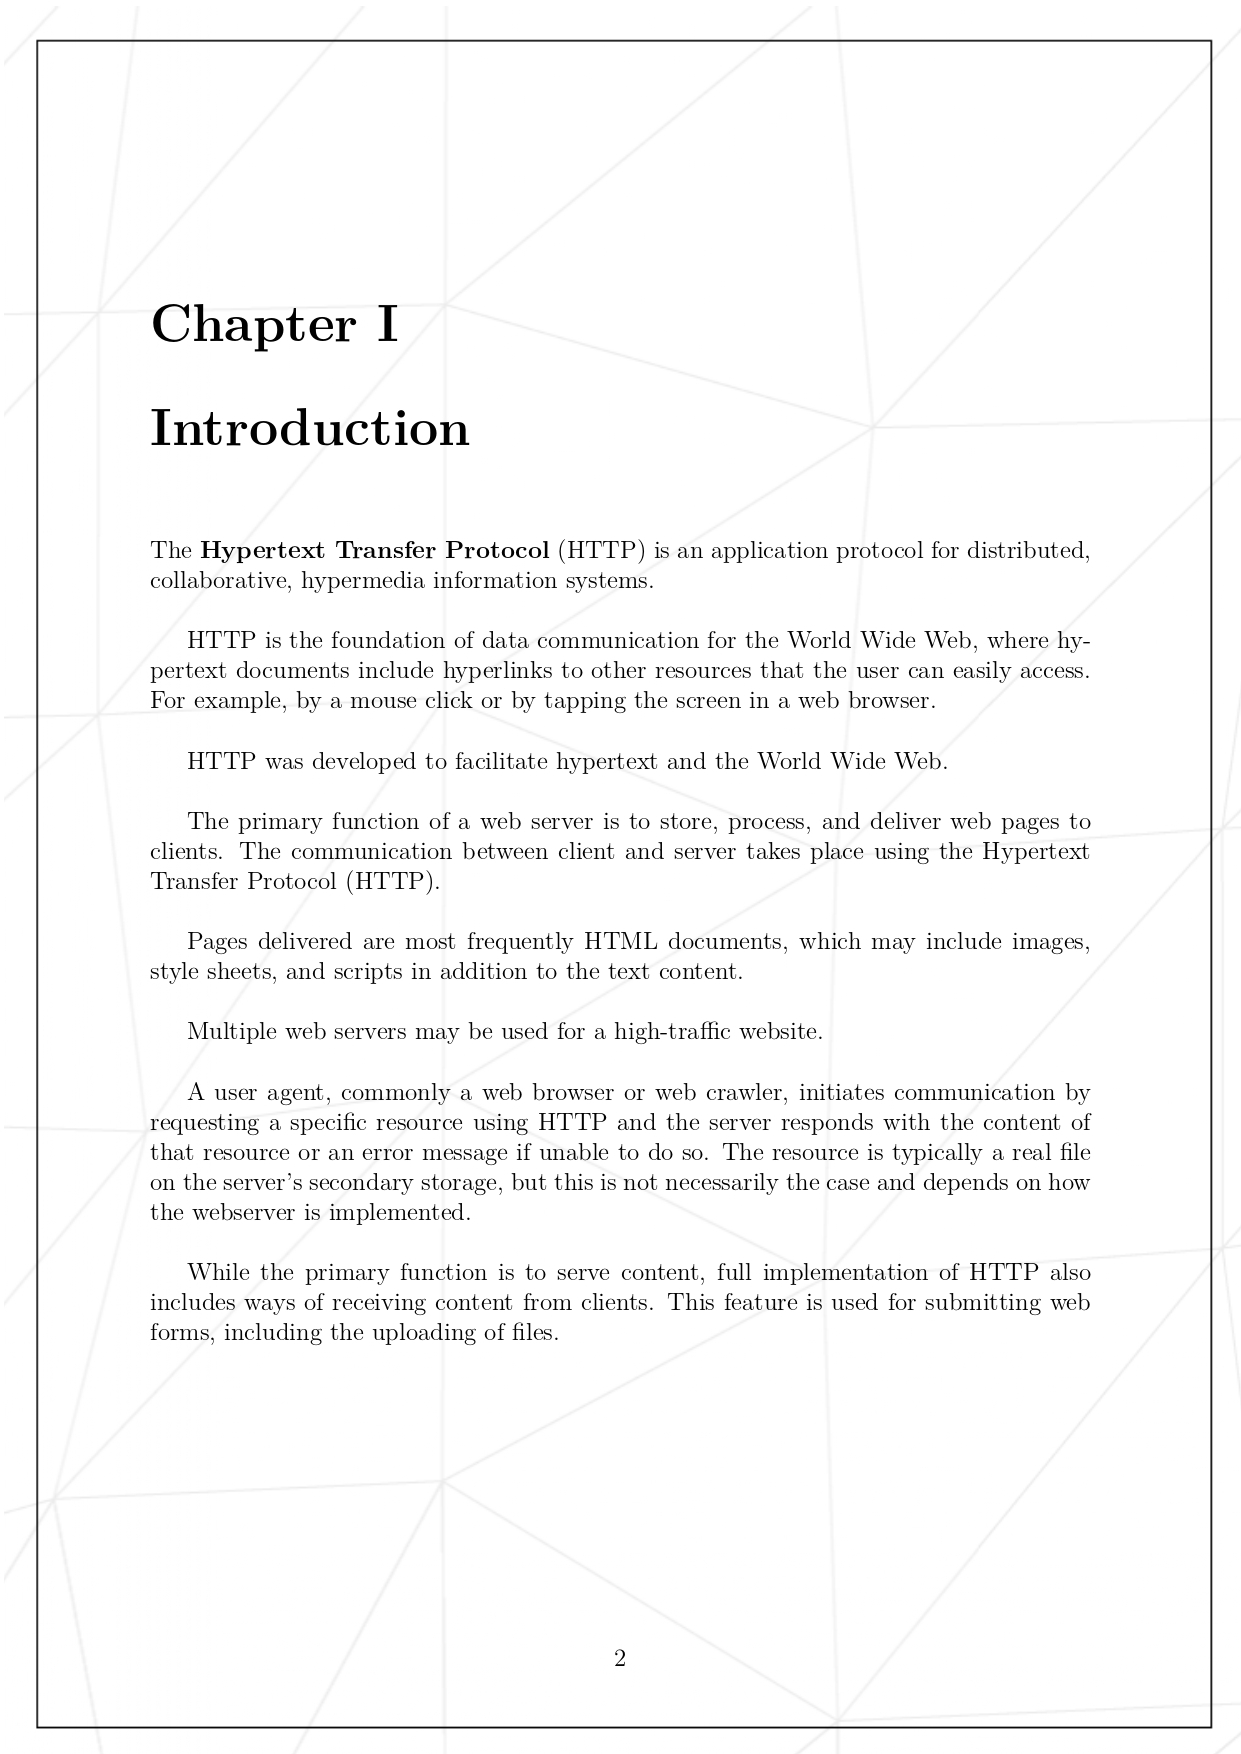 Chapter I
Introduction
The Hypertext Transfer Protocol (HTTP) is an application protocol for distributed,
collaborative, hypermedia information systems.
HTTP is the foundation of data communication for the World Wide Web, where hy-
pertext documents include hyperlinks to other resources that the user can easily access.
For example, by a mouse click or by tapping the screen in a web browser.
HTTP was developed to facilitate hypertext and the World Wide Web.
The primary function of a web server is to store, process, and deliver web pages to
clients. The communication between client and server takes place using the Hypertext
Transfer Protocol (HTTP).
Pages delivered are most frequently HTML documents, which may include images,
style sheets, and scripts in addition to the text content.
Multiple web servers may be used for a high-traffic website.
A user agent, commonly a web browser or web crawler, initiates communication by
requesting a specific resource using HTTP and the server responds with the content of
that resource or an error message if unable to do so. The resource is typically a real file
on the server's secondary storage, but this is not necessarily the case and depends on how
the webserver is implemented.
While the primary function is to serve content, full implementation of HTTP also
includes ways of receiving content from clients. This feature is used for submitting web
forms, including the uploading of files.
2